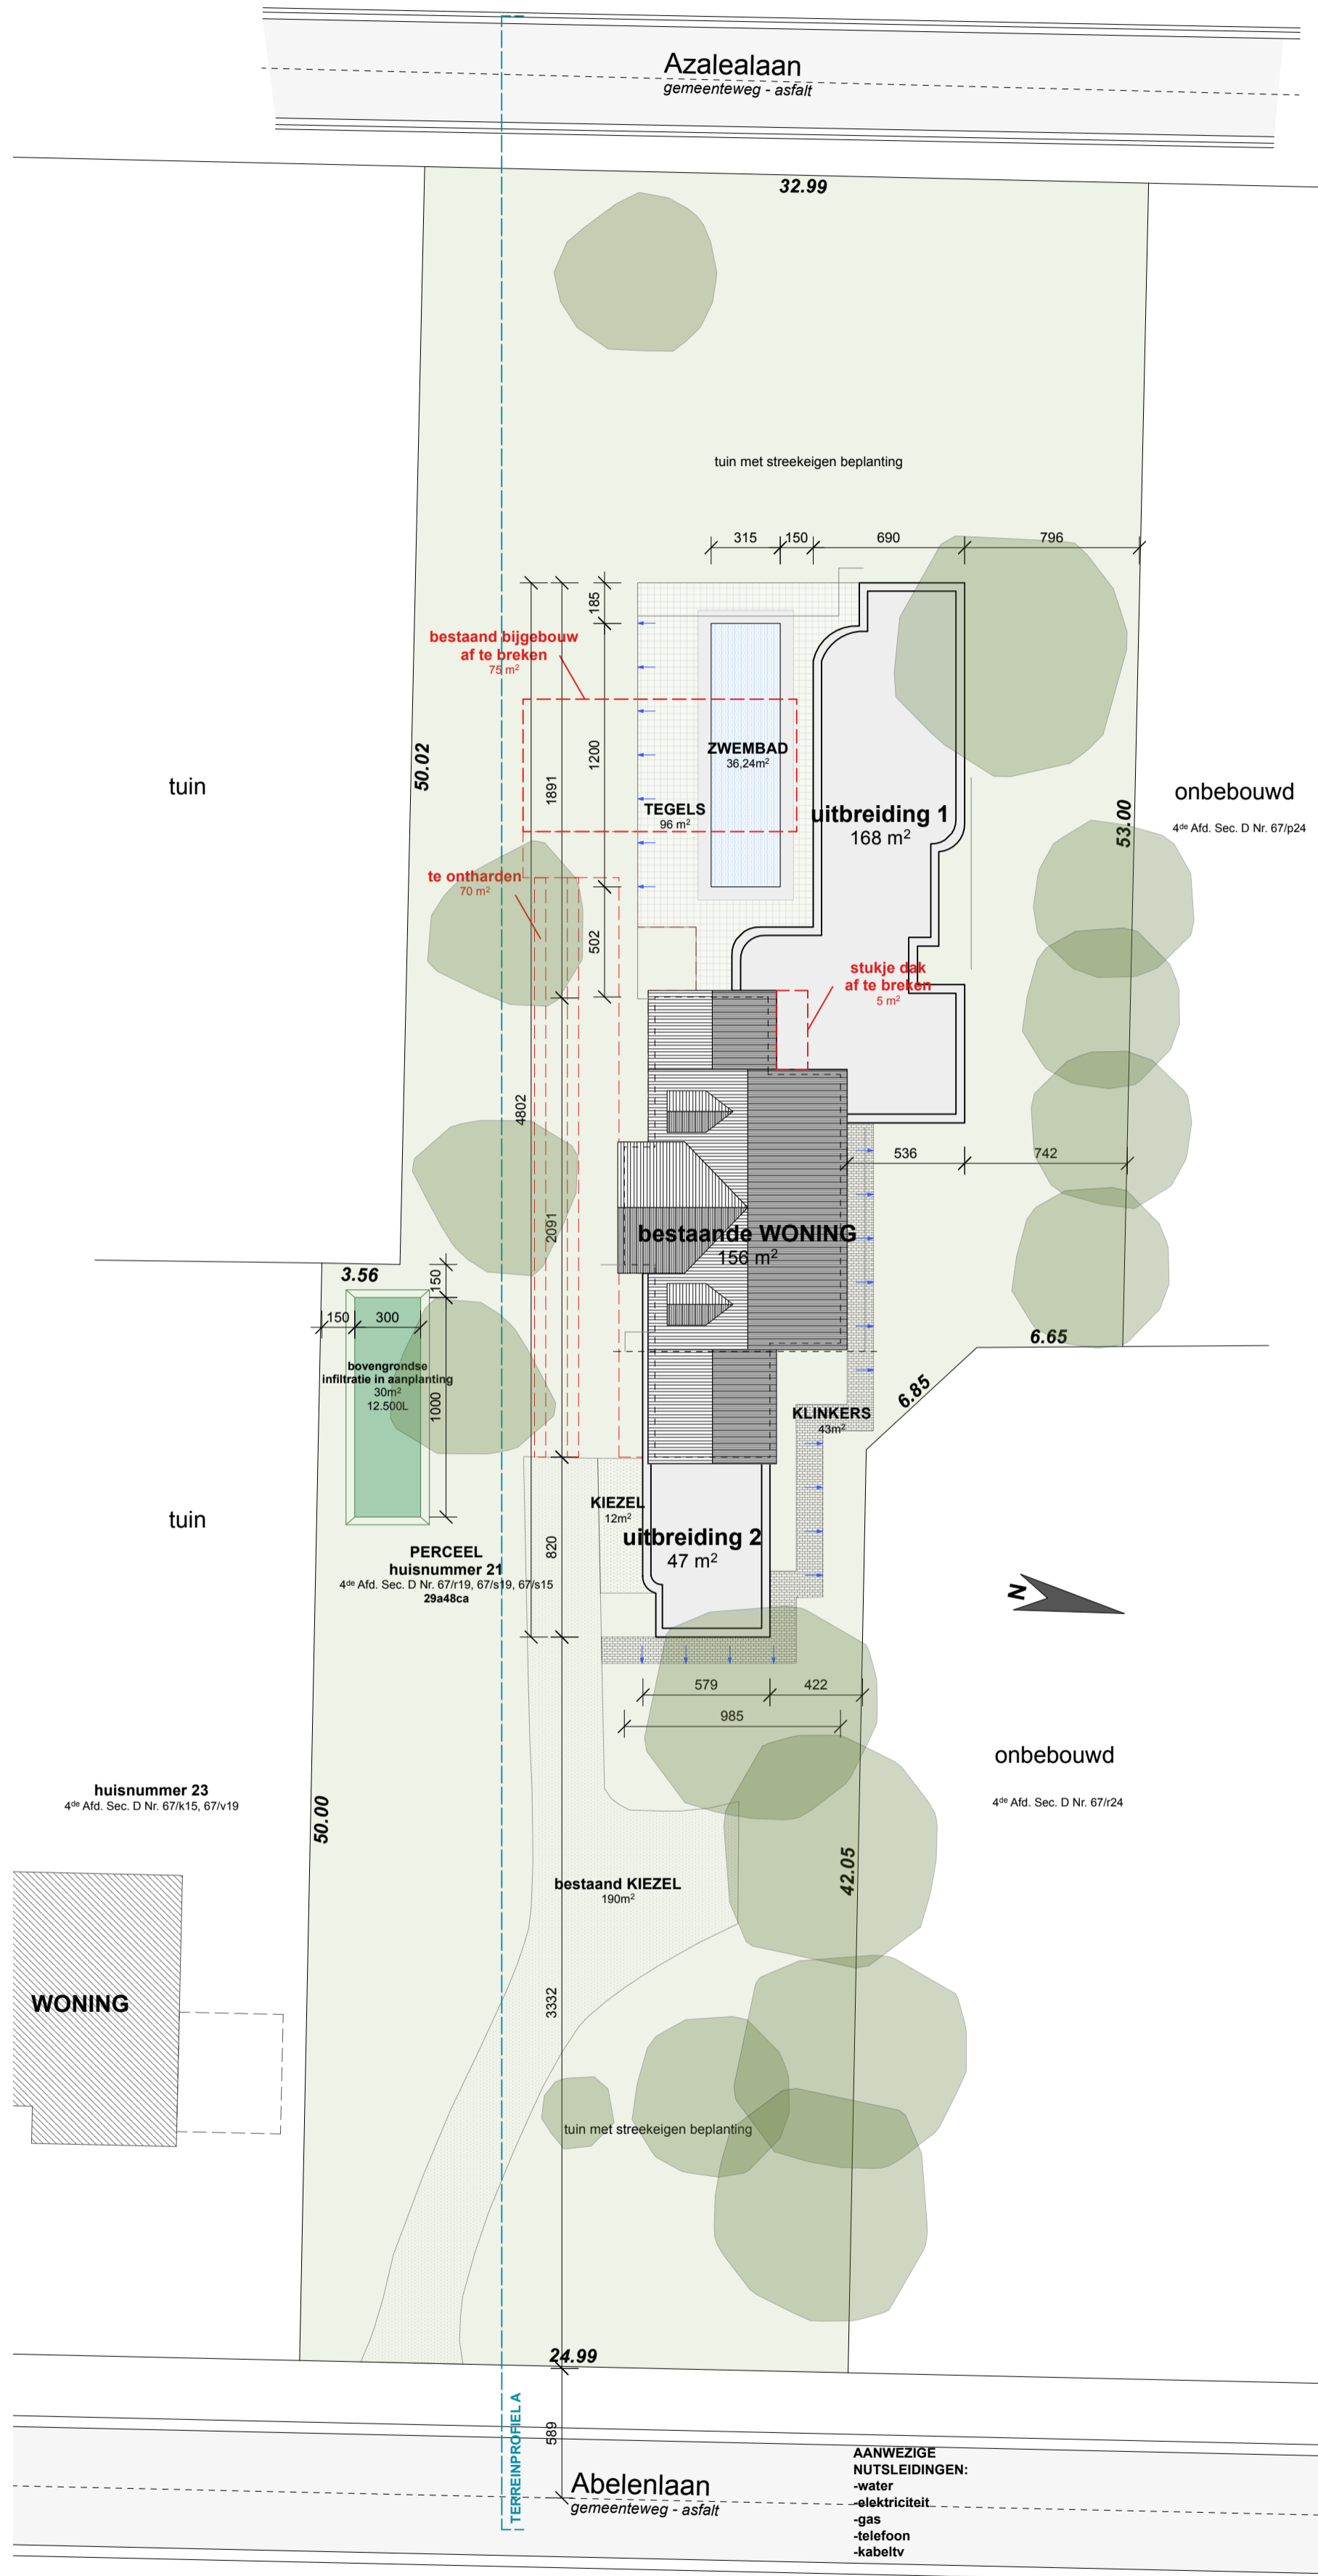 Azalealaan
gemeenteweg - asfalt
32.99
tuin met streekeigen beplanting
315
150
690
796
185
bestaand bijgebouw
af te breken
75 m²
50.02
1200
1891
ZWEMBAD
36,24m²
TEGELS
96 m²
uitbreiding 1
168 m²
tuin
onbebouwd
4de Afd. Sec. D Nr. 67/p24
53.00
te ontharden
70 m²
502
stukje dak
af te breken
5 m²
4802
536
742
2091
bestaande WONING
156 m²
3.56
150
150
300
bovengrondse
infiltratie in aanplanting
30m²
12.500L
1000
6.65
6.85
KLINKERS
43m²
tuin
KIEZEL
12m²
uitbreiding 2
47 m²
820
PERCEEL
huisnummer 21
4de Afd. Sec. D Nr. 67/r19, 67/s19, 67/s15
29a48ca
N
579
422
985
onbebouwd
4de Afd. Sec. D Nr. 67/r24
huisnummer 23
4de Afd. Sec. D Nr. 67/k15, 67/v19
50.00
42.05
bestaand KIEZEL
190m²
WONING
3332
tuin met streekeigen beplanting
24.99
TERREINPROFIEL A
589
Abelenlaan
gemeenteweg - asfalt
AANWEZIGE
NUTSLEIDINGEN:
-water
-elektriciteit
-gas
-telefoon
-kabeltv